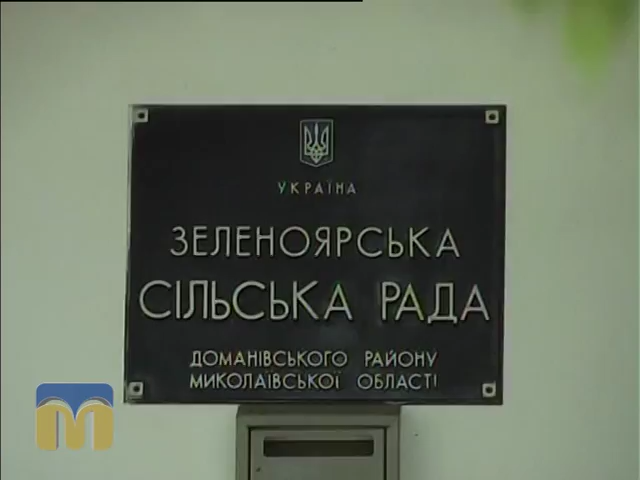 УКРАЇНА
ЗЕЛЕНОЯРСЬКА
СІЛЬСЬКА РАДА
ДОМАНІВСЬКОГО РАЙОНУ
МИКОЛАЇВСЬКОЇ ОБЛАСТІ
М